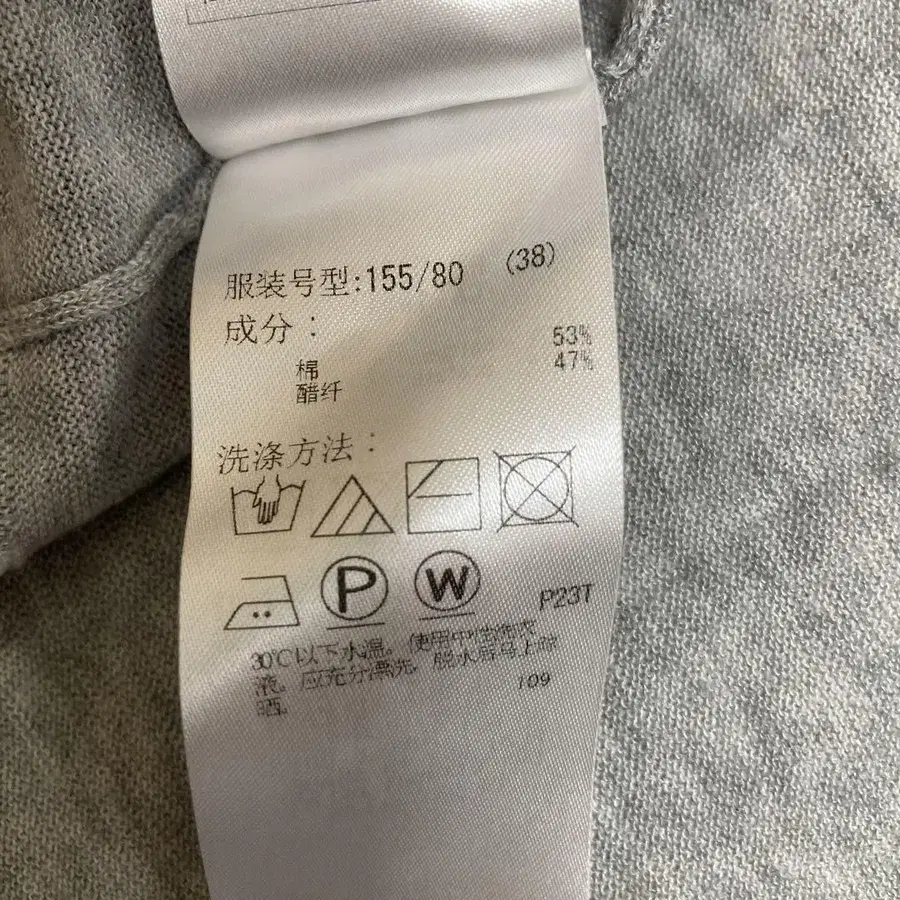 服装号型:155/80 (38)
成分:
棉 53%
醋纤 47%
洗涤方法:
P W
P23T
30℃以下水温。使用中性洗衣
液。应充分漂洗，脱水后马上晾
晒。
109